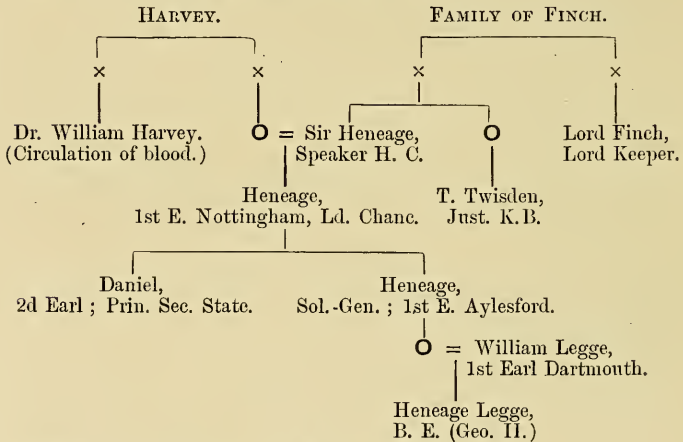 HARVEY. FAMILY OF FINCH.
× × × ×
Dr. William Harvey. O = Sir Heneage, O Lord Finch,
(Circulation of blood.) Speaker H. C. Lord Keeper.
Heneage, T. Twisden,
1st E. Nottingham, Ld. Chanc. Just. K.B.
Daniel, Heneage,
2d Earl ; Prin. Sec. State. Sol.-Gen. ; 1st E. Aylesford.
O = William Legge,
1st Earl Dartmouth.
Heneage Legge,
B. E. (Geo. II.)